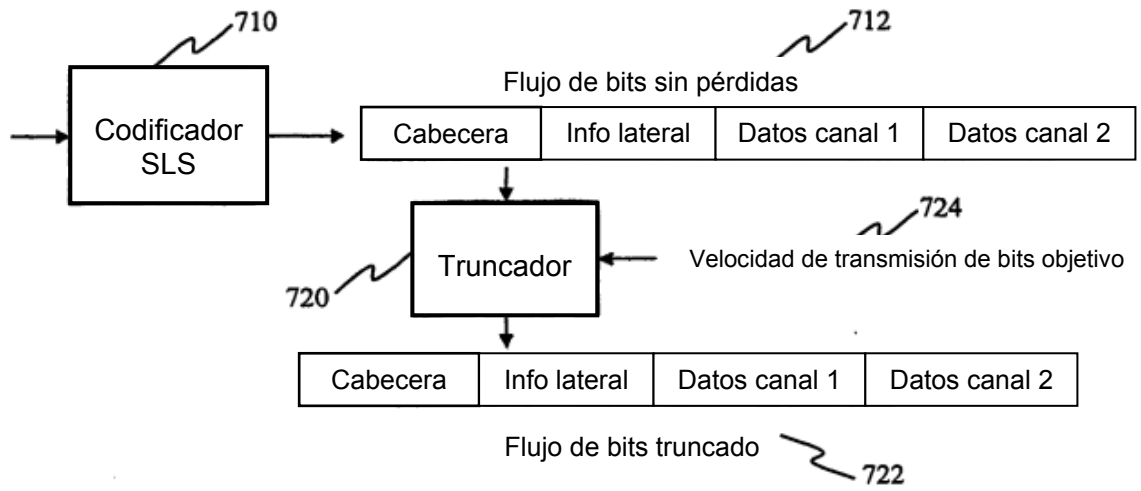 710
712
Flujo de bits sin pérdidas
Codificador
SLS
Cabecera
Info lateral
Datos canal 1
Datos canal 2
724
Truncador
Velocidad de transmisión de bits objetivo
720
Cabecera
Info lateral
Datos canal 1
Datos canal 2
Flujo de bits truncado
722